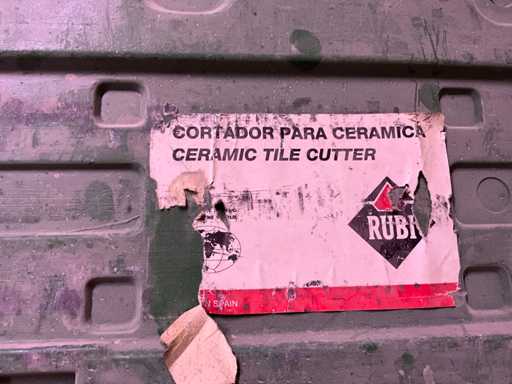 CORTADOR PARA CERAMICA
CERAMIC TILE CUTTER
RUBI
N SPAIN